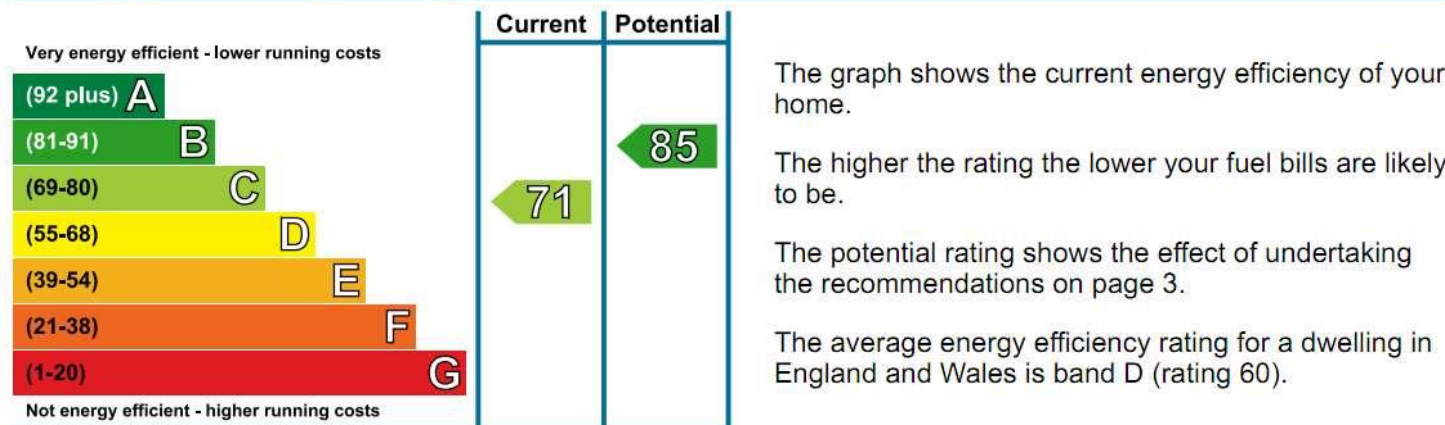 Current Potential
Very energy efficient - lower running costs
(92 plus) A
(81-91) B
(69-80) C
(55-68) D
(39-54) E
(21-38) F
(1-20) G
Not energy efficient - higher running costs
71
85
The graph shows the current energy efficiency of your
home.
The higher the rating the lower your fuel bills are likely
to be.
The potential rating shows the effect of undertaking
the recommendations on page 3.
The average energy efficiency rating for a dwelling in
England and Wales is band D (rating 60).